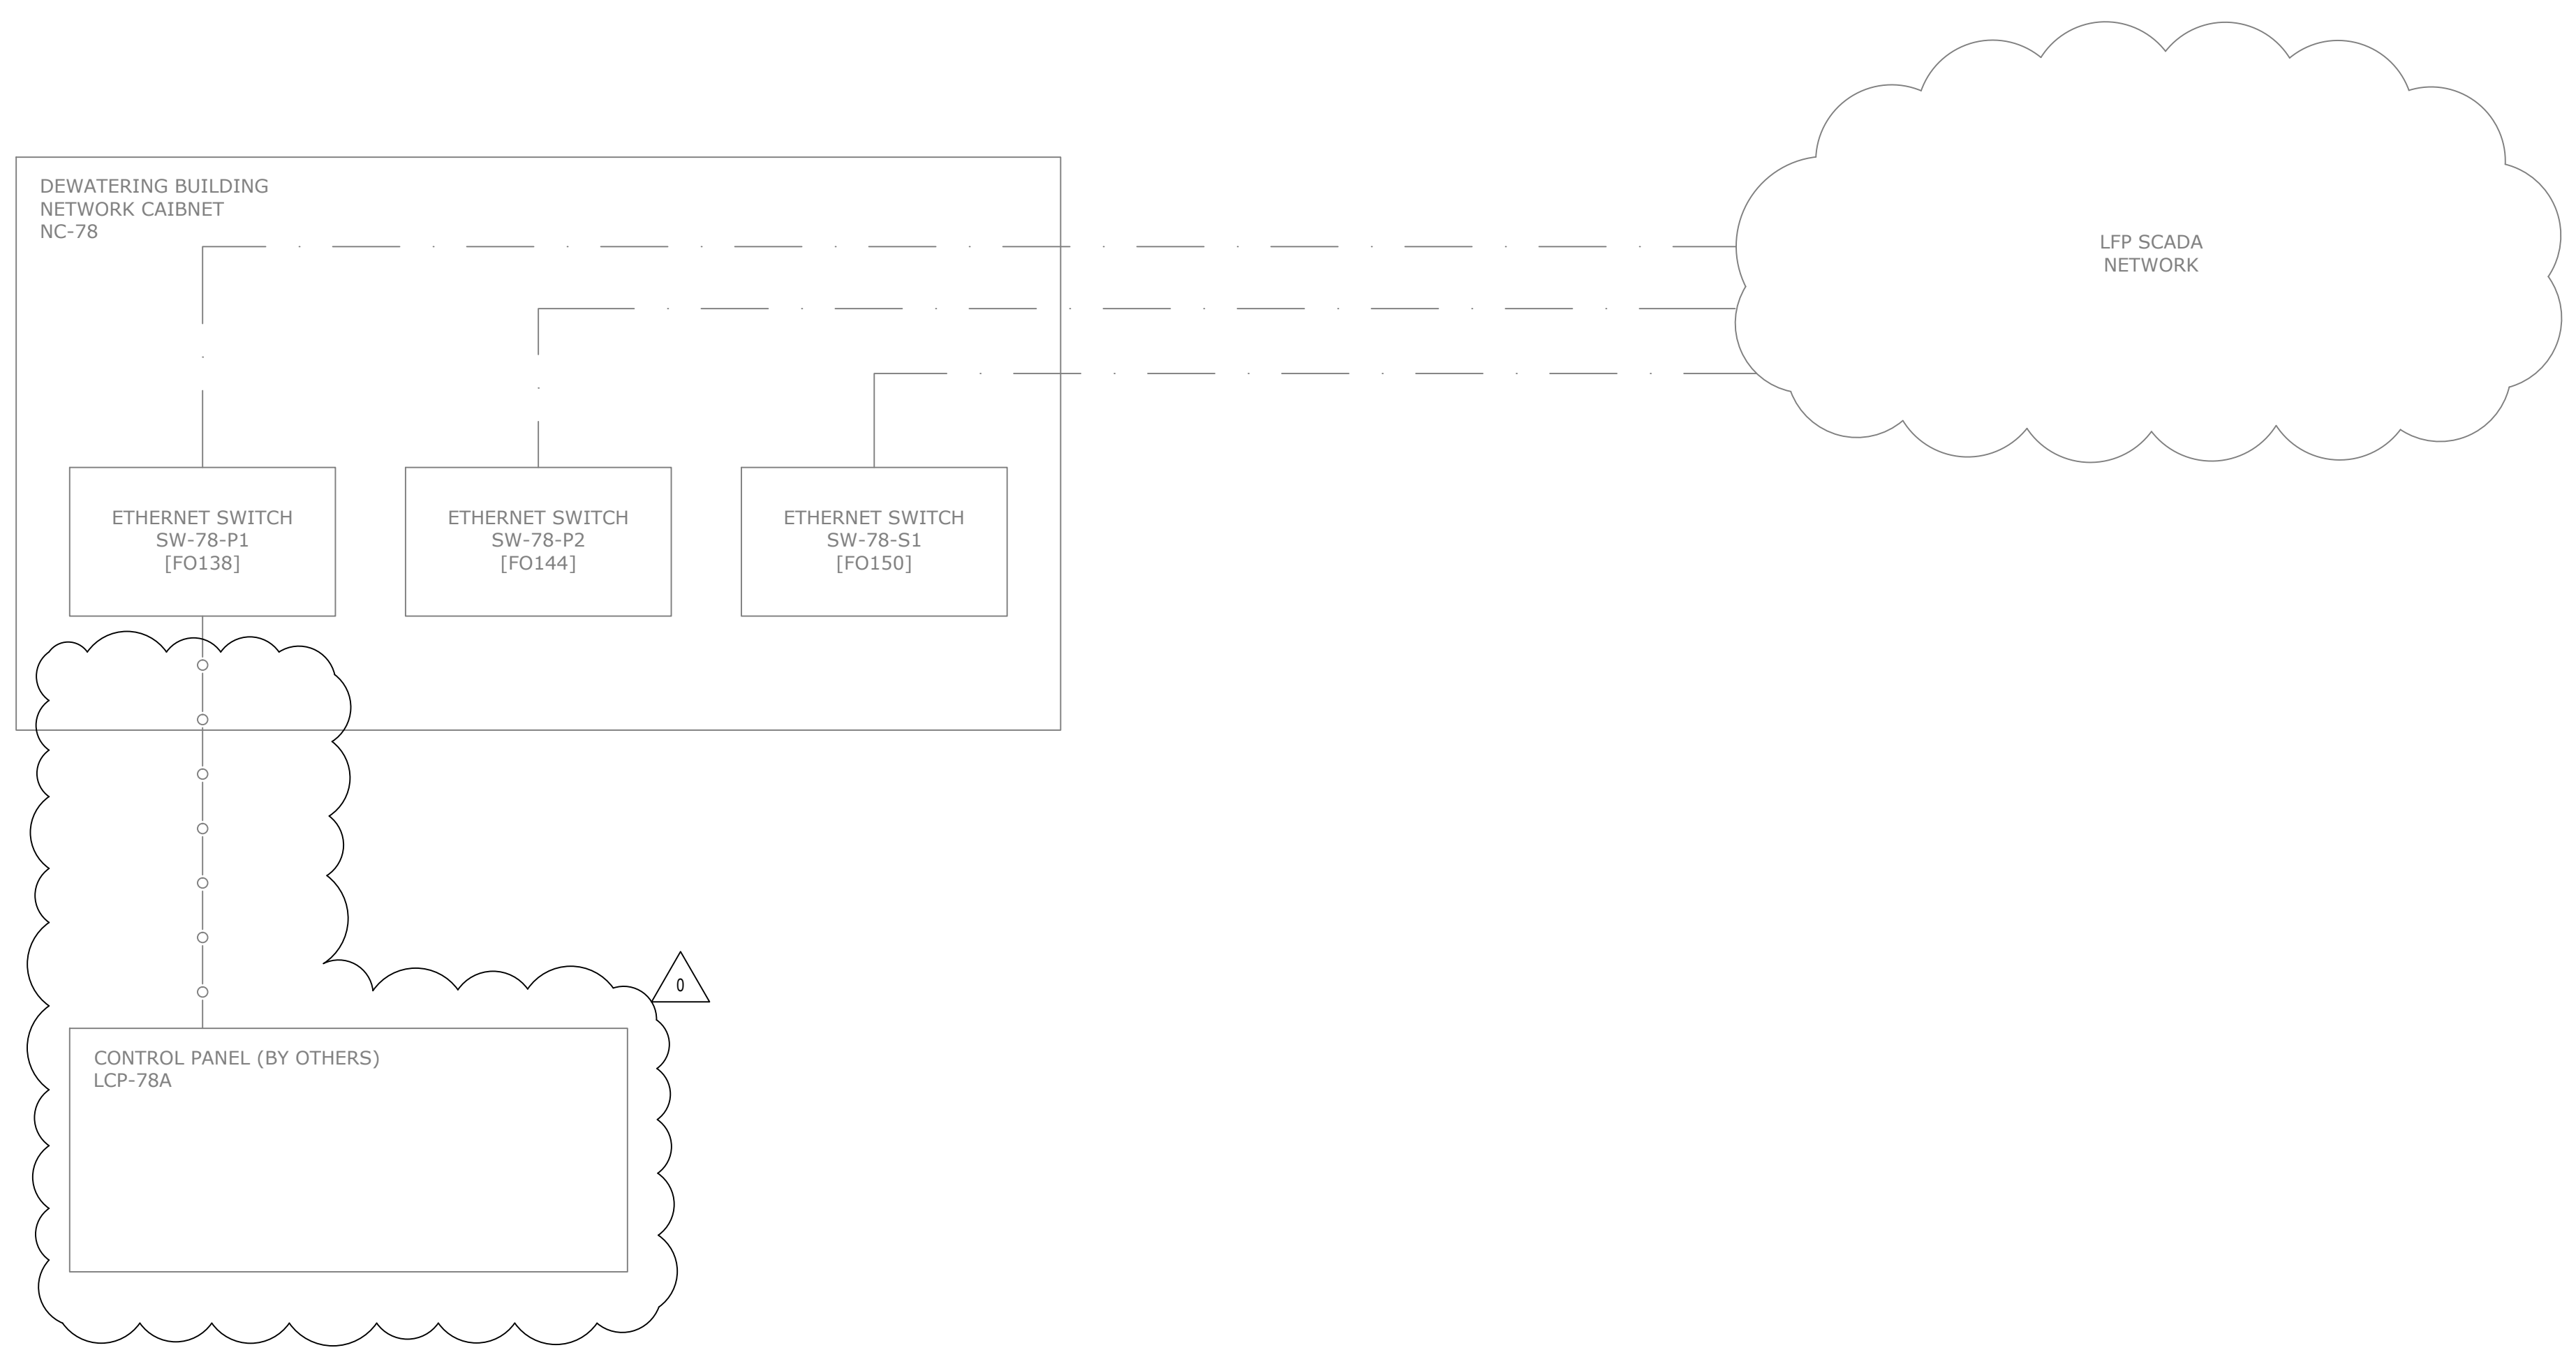 LFP SCADA
NETWORK
DEWATERING BUILDING
NETWORK CAIBNET
NC-78
ETHERNET SWITCH
SW-78-P1
[FO138]
ETHERNET SWITCH
SW-78-P2
[FO144]
ETHERNET SWITCH
SW-78-S1
[FO150]
0
CONTROL PANEL (BY OTHERS)
LCP-78A